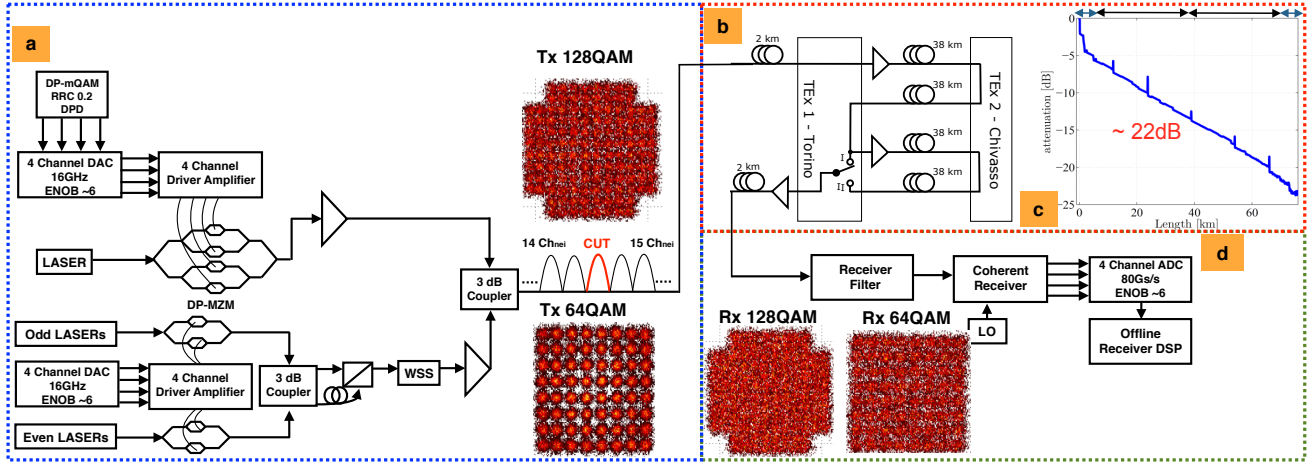 a
DP-mQAM
RRC 0.2
DPD
4 Channel DAC
16GHz
ENOB ~6
4 Channel
Driver Amplifier
LASER
DP-MZM
Odd LASERs
4 Channel DAC
16GHz
ENOB ~6
4 Channel
Driver Amplifier
Even LASERs
3 dB
Coupler
WSS
3 dB
Coupler
Tx 128QAM
14 Chnei
CUT
15 Chnei
Tx 64QAM
b
2 km
TEx 1 - Torino
38 km
38 km
38 km
38 km
TEx 2 - Chivasso
I
II
2 km
c
attenuation [dB]
0
−5
−10
−15
−20
−25
~ 22dB
0
20
40
60
Length [km]
d
Receiver
Filter
Coherent
Receiver
4 Channel ADC
80Gs/s
ENOB ~6
LO
Offline
Receiver DSP
Rx 128QAM
Rx 64QAM